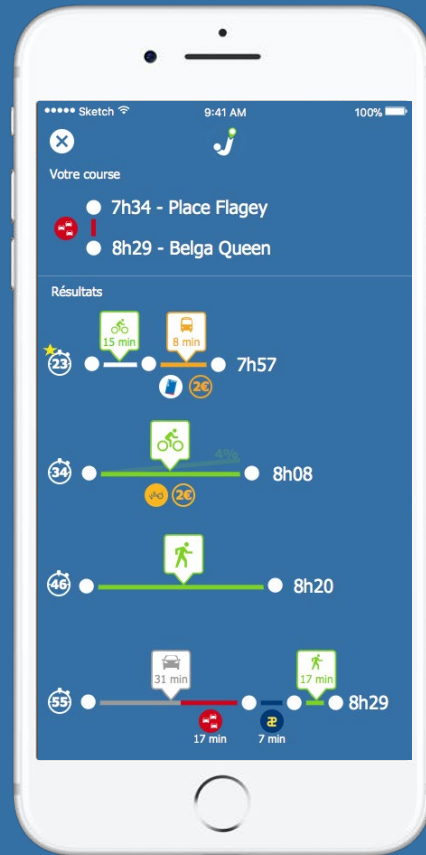 Sketch 9:41 AM 100%
Votre course
7h34 - Place Flagey
8h29 - Belga Queen
Résultats
15 min 8 min
23 7h57
2€
4%
34 8h08
2€
46 8h20
31 min 17 min
55 8h29
17 min 7 min